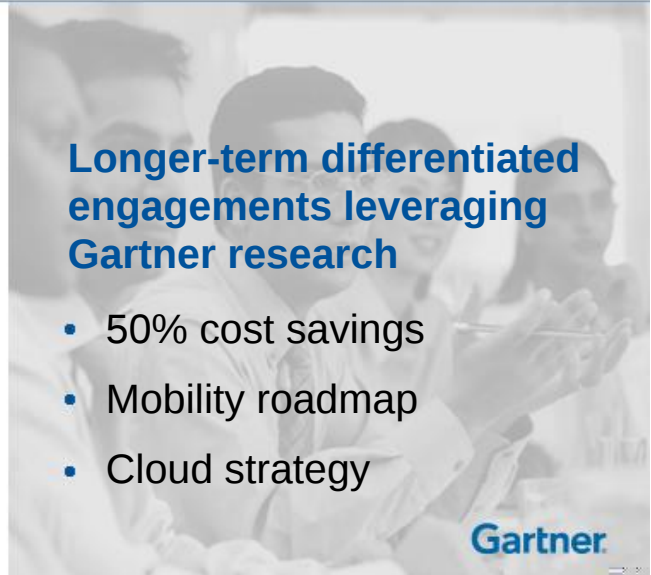 Longer-term differentiated
engagements leveraging
Gartner research
• 50% cost savings
• Mobility roadmap
• Cloud strategy
Gartner